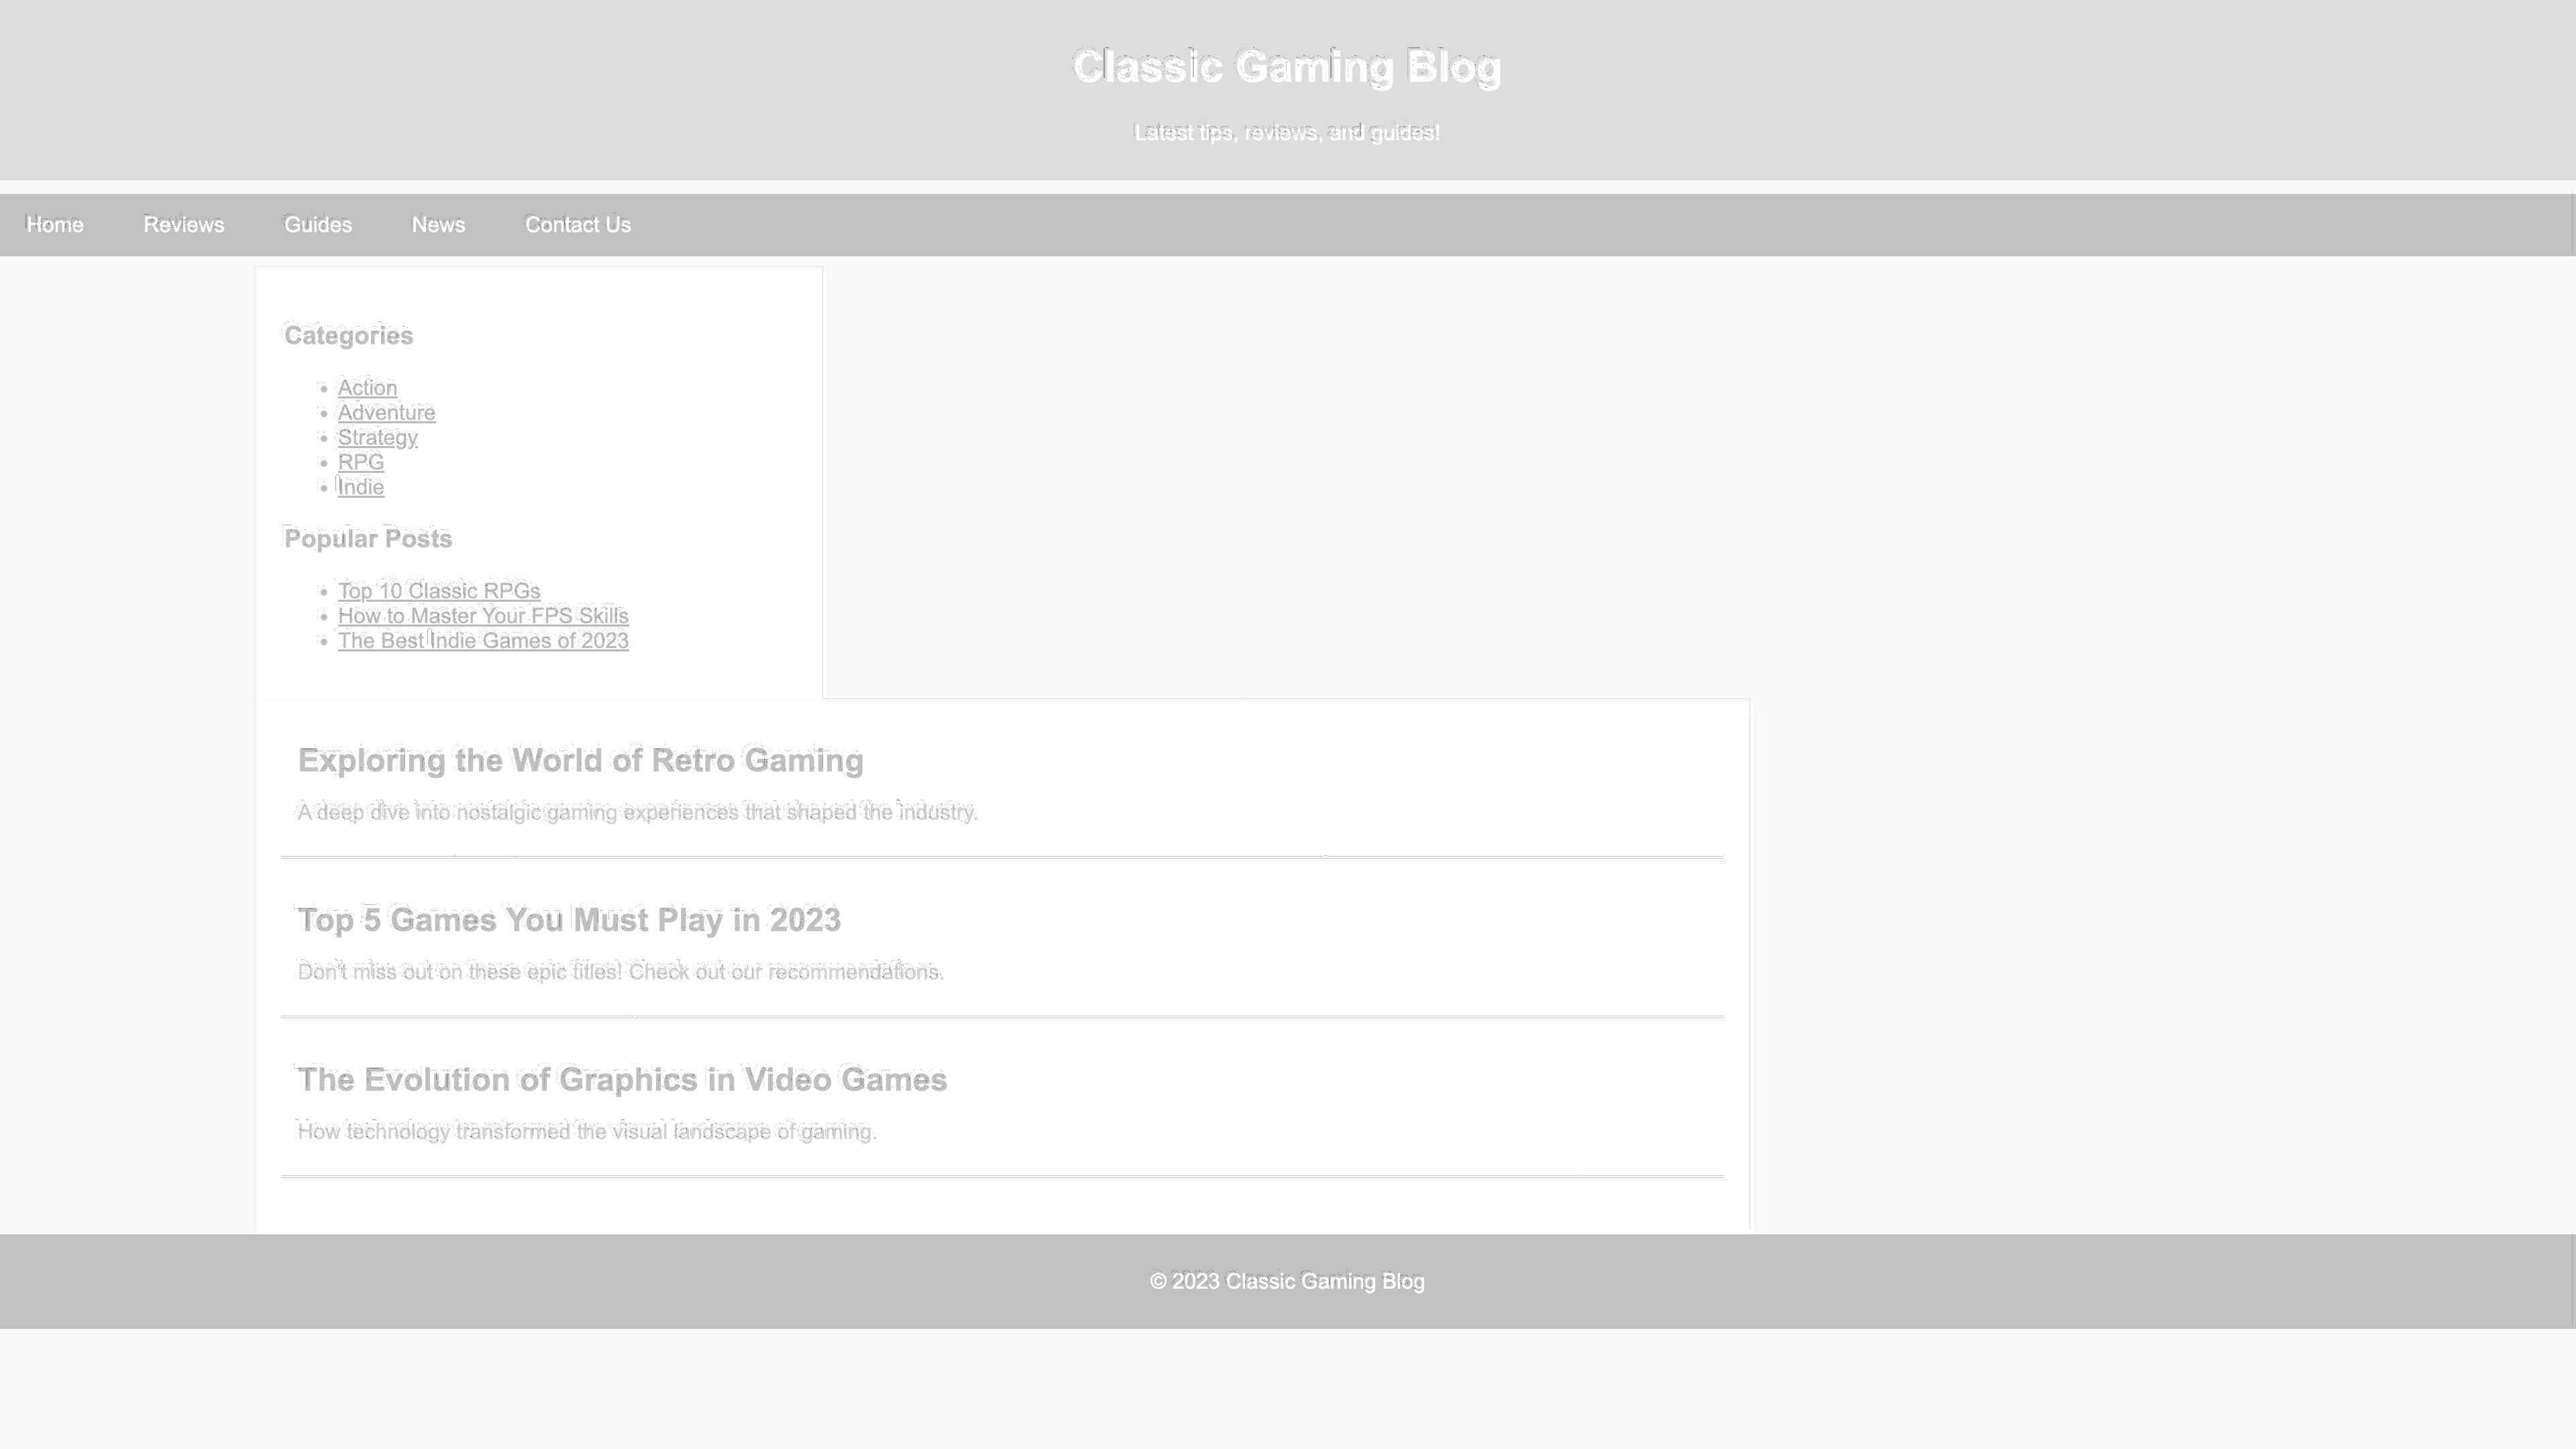 Classic Gaming Blog
Latest tips, reviews, and guides!
Home Reviews Guides News Contact Us
Categories
Action
Adventure
Strategy
RPG
Indie
Popular Posts
Top 10 Classic RPGs
How to Master Your FPS Skills
The Best Indie Games of 2023
Exploring the World of Retro Gaming
A deep dive into nostalgic gaming experiences that shaped the industry.
Top 5 Games You Must Play in 2023
Don't miss out on these epic titles! Check out our recommendations.
The Evolution of Graphics in Video Games
How technology transformed the visual landscape of gaming.
© 2023 Classic Gaming Blog